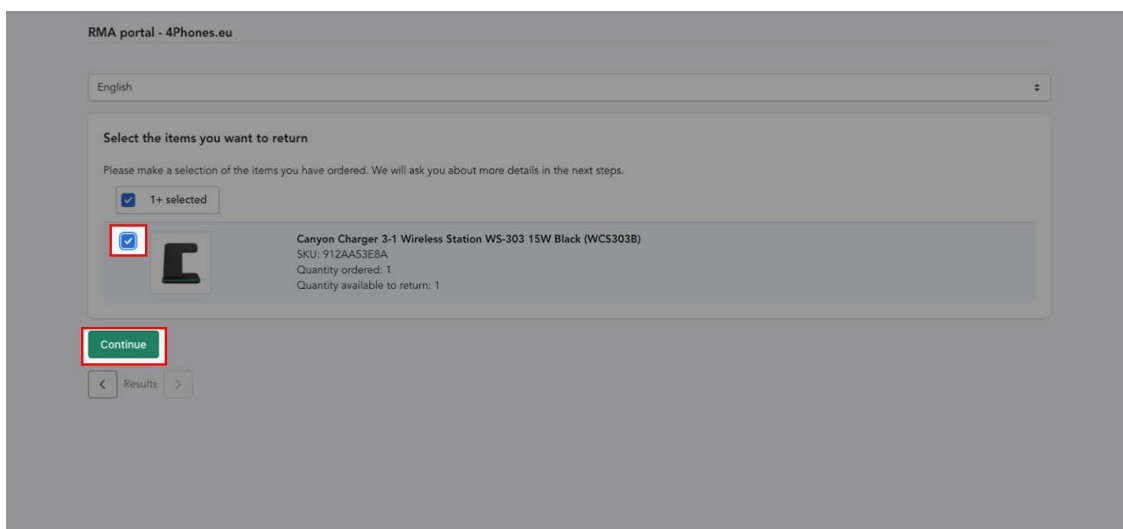 RMA portal - 4Phones.eu
English
Select the items you want to return
Please make a selection of the items you have ordered. We will ask you about more details in the next steps.
1+ selected
Canyon Charger 3-1 Wireless Station WS-303 15W Black (WCS303B)
SKU: 912AA53E8A
Quantity ordered: 1
Quantity available to return: 1
Continue
Results